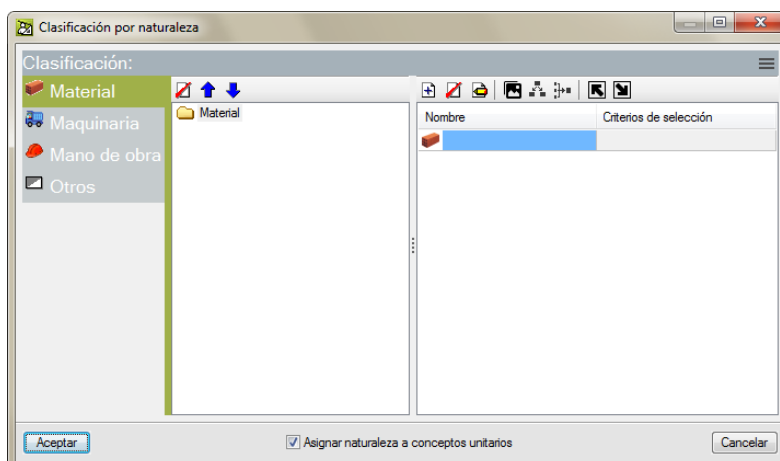 Clasificación por naturaleza
Clasificación:
Material
Maquinaria
Mano de obra
Otros
Material
Nombre Criterios de selección
Aceptar
Asignar naturaleza a conceptos unitarios
Cancelar